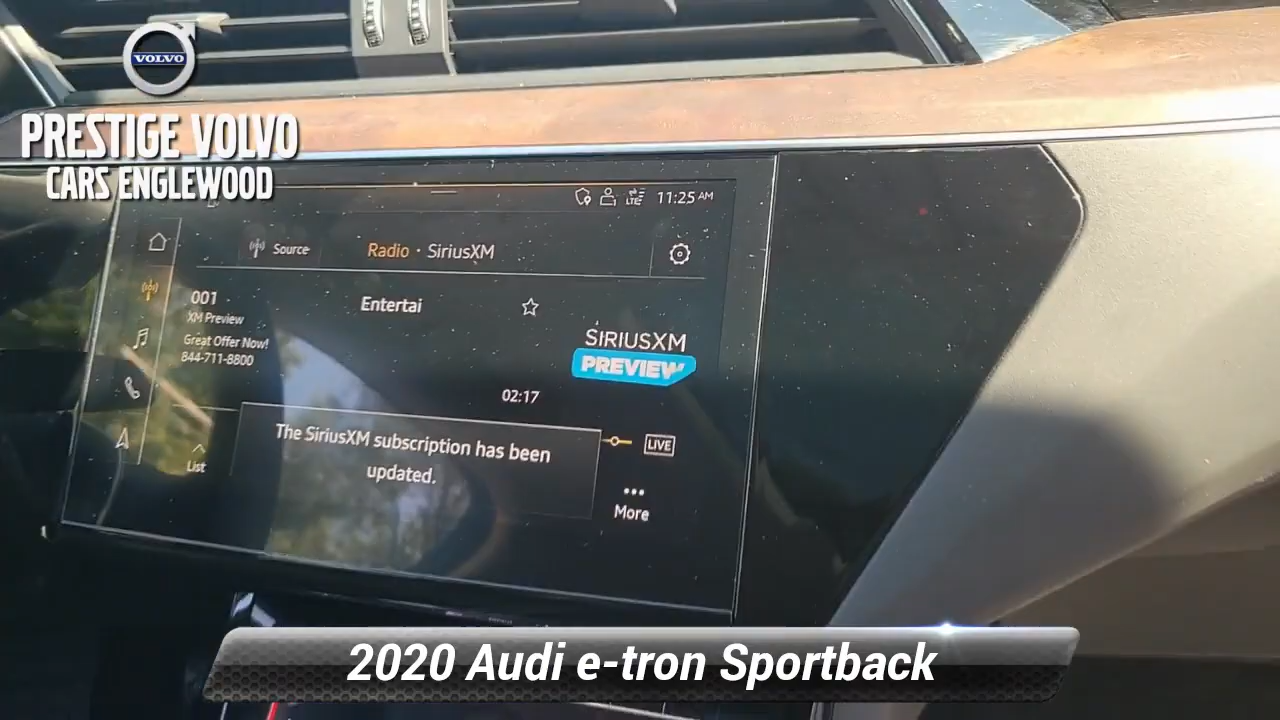 VOLVO
PRESTIGE VOLVO
CARS ENGLEWOOD
LTE 11:25 AM
Source Radio · SiriusXM
001 Entertai
XM Preview
Great Offer Now!
844-711-8800
SIRIUSXM
PREVIEW
02:17
The SiriusXM subscription has been
updated.
LIVE
List
More
2020 Audi e-tron Sportback